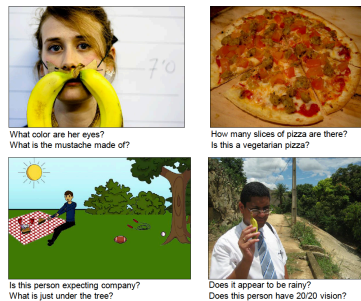 7'0
What color are her eyes?
What is the mustache made of?
How many slices of pizza are there?
Is this a vegetarian pizza?
Is this person expecting company?
What is just under the tree?
Does it appear to be rainy?
Does this person have 20/20 vision?